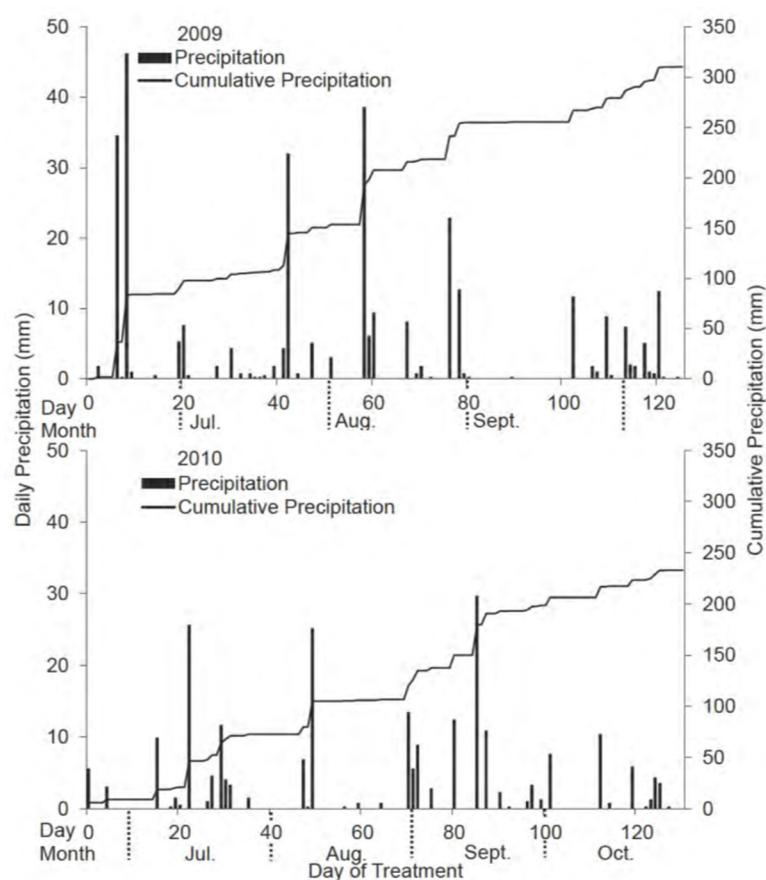 50 2009 350
Precipitation
Cumulative Precipitation
40 300
30 250
200
20 150
10 100
50
0 0
Day 0 20 40 60 80 100 120
Month Jul. Aug. Sept.
Daily Precipitation (mm)
Cumulative Precipitation (mm)
50 2010 350
Precipitation
Cumulative Precipitation
40 300
30 250
200
20 150
10 100
50
0 0
Day 0 20 40 60 80 100 120
Month Jul. Aug. Sept. Oct.
Day of Treatment